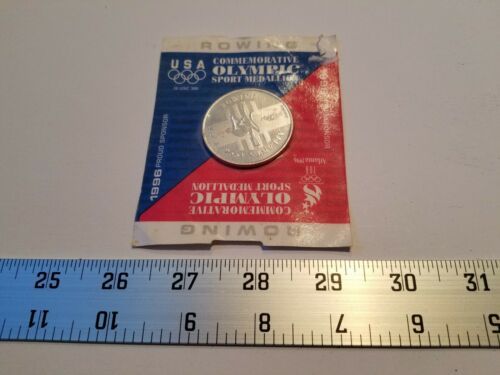 ROWING
USA
COMMEMORATIVE
OLYMPIC
SPORT MEDALLION
1996 PROUD SPONSOR
Atlanta 1996
COMMEMORATIVE
OLYMPIC
SPORT MEDALLION
ROWING
25 26 27 28 29 30 31
11 10 9 8 7 6 5